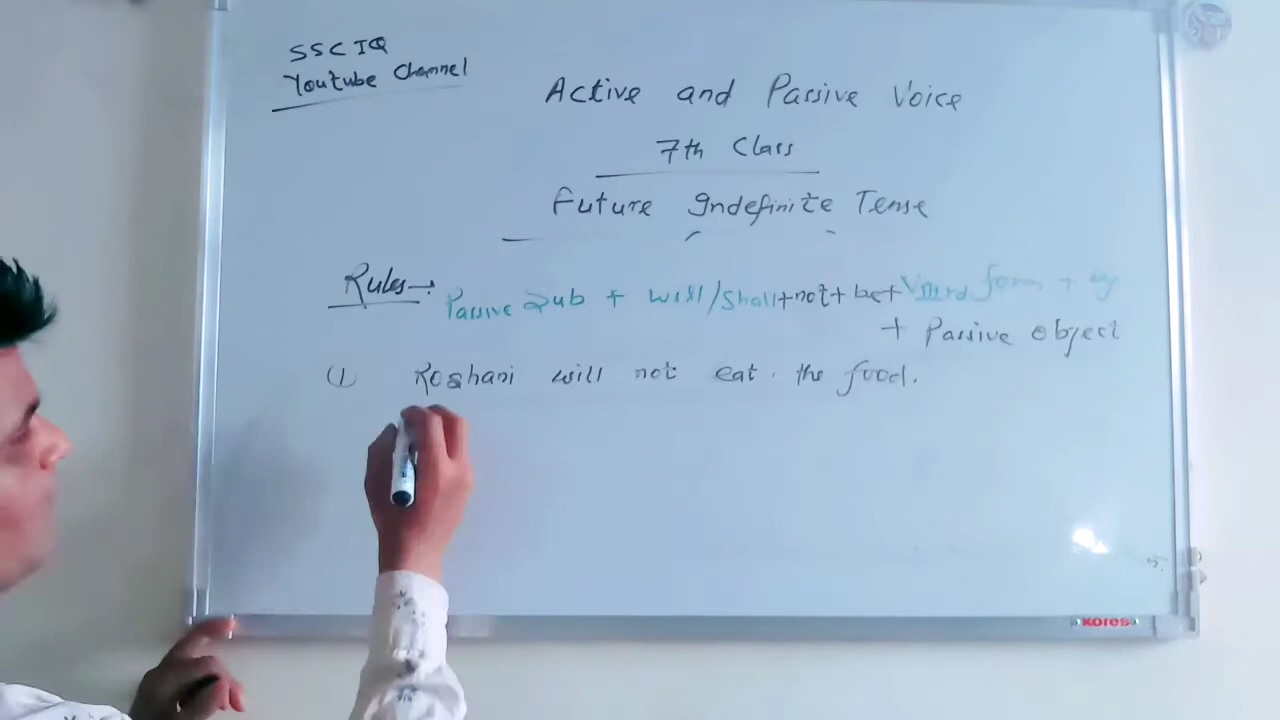 SSC IQ
Youtube Channel
Active and Passive Voice
7th Class
Future Indefinite Tense
Rules→: Passive Sub + will/shall+not+be+VIIIrd form + by
+ Passive object
(1) Roshani will not eat the food.
KORES